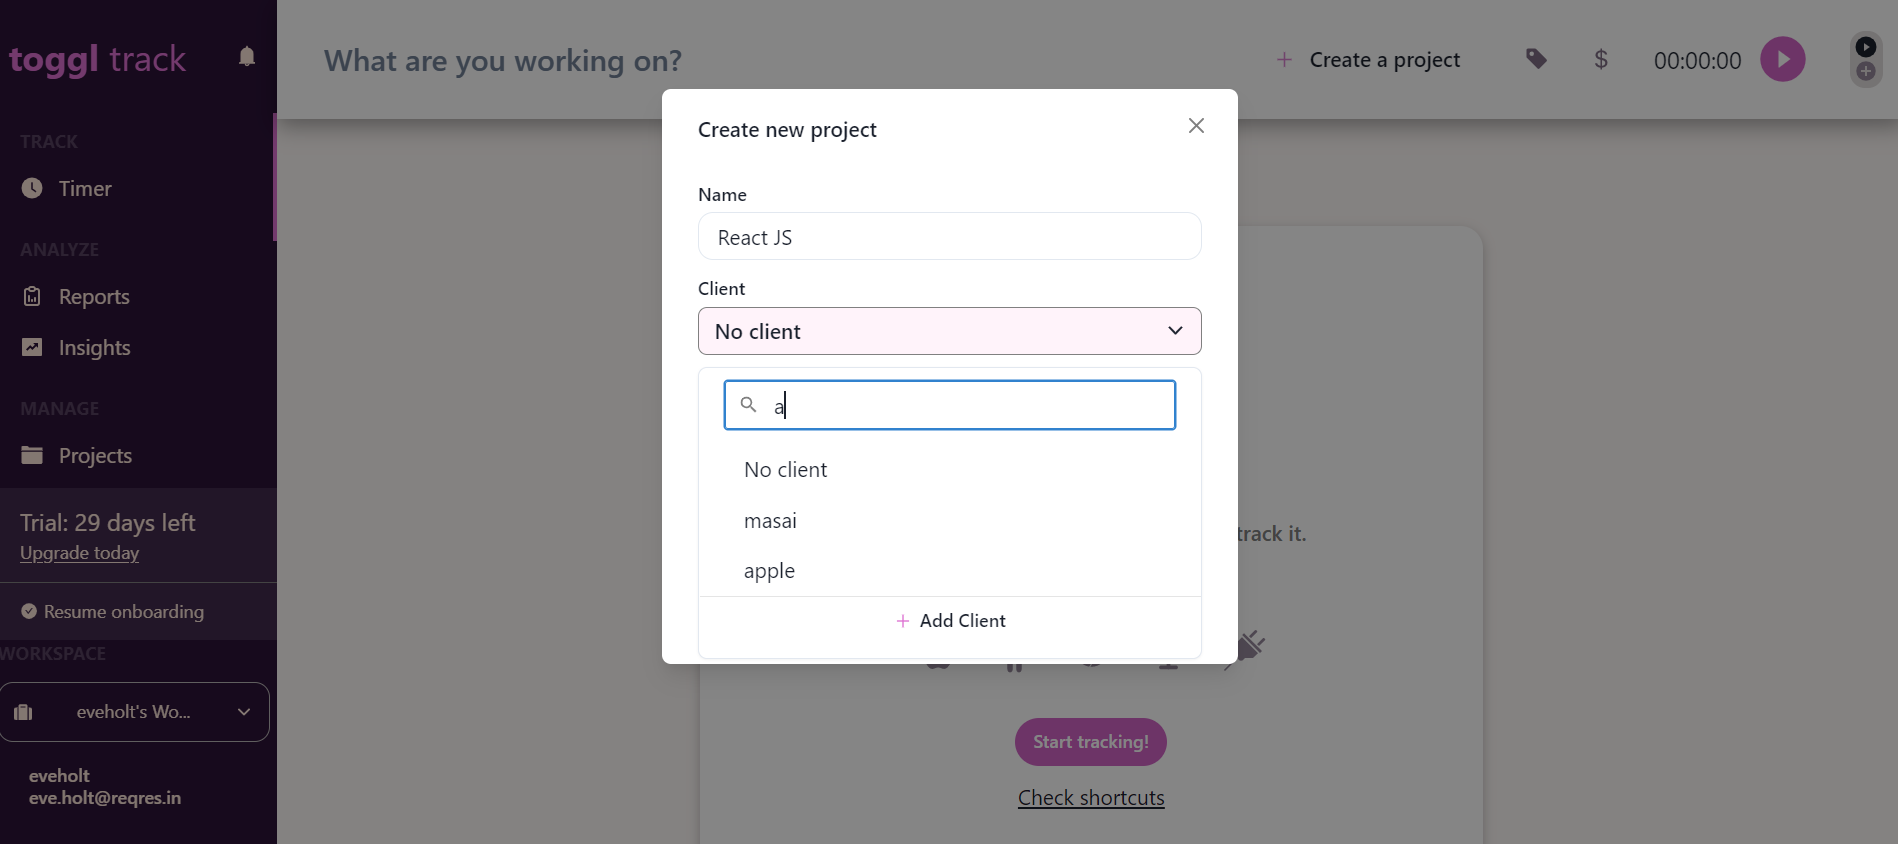 toggl track
TRACK
Timer
ANALYZE
Reports
Insights
MANAGE
Projects
Trial: 29 days left
Upgrade today
Resume onboarding
WORKSPACE
eveholt's Wo...
eveholt
eve.holt@reqres.in
What are you working on?
+ Create a project
$
00:00:00
Create new project
Name
React JS
Client
No client
a
No client
masai
apple
+ Add Client
track it.
Start tracking!
Check shortcuts